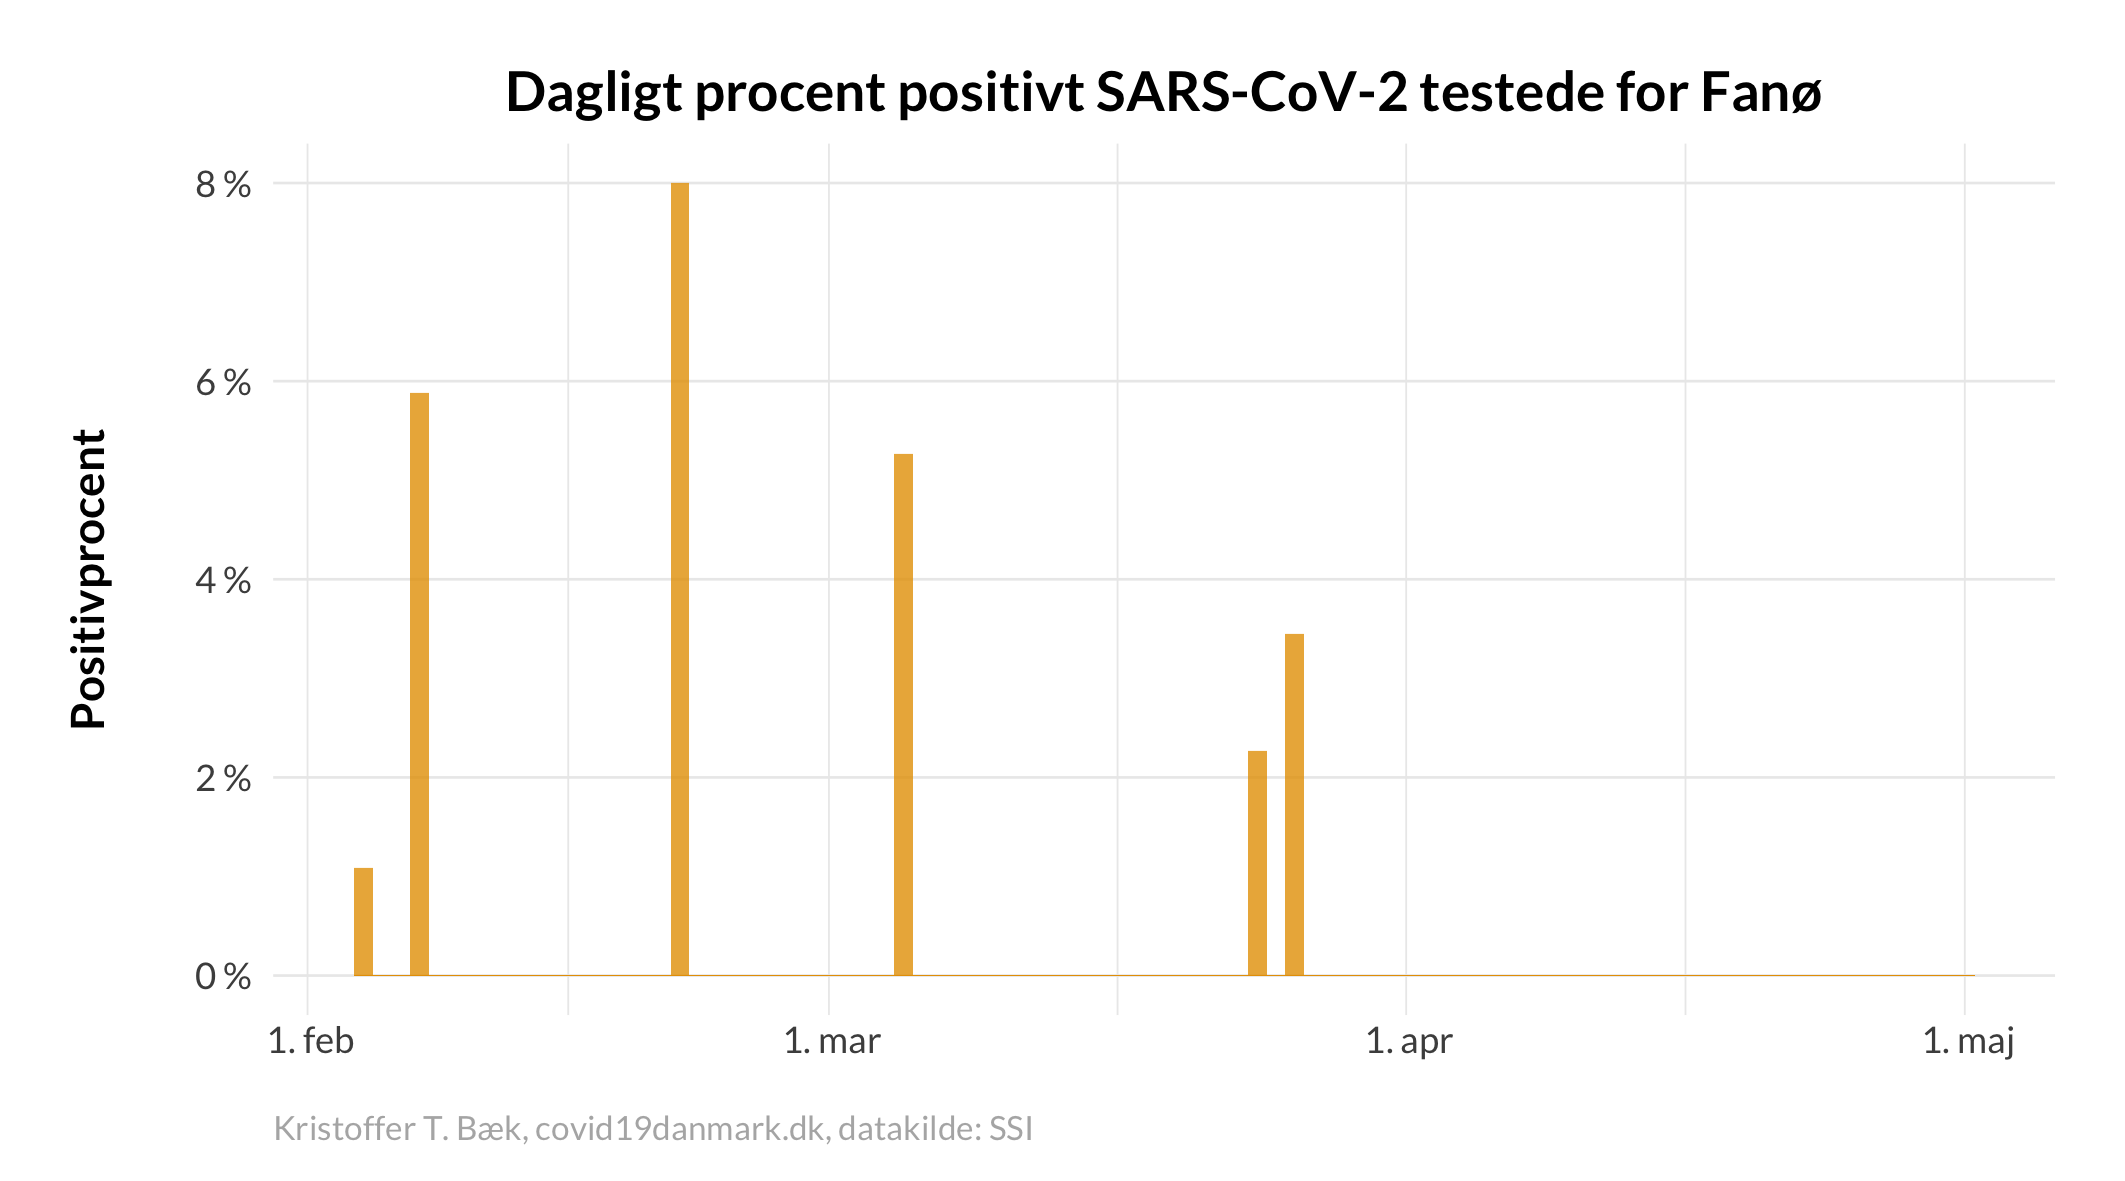 Dagligt procent positivt SARS-CoV-2 testede for Fanø
Positivprocent
8 %
6 %
4 %
2 %
0 %
1. feb
1. mar
1. apr
1. maj
Kristoffer T. Bæk, covid19danmark.dk, datakilde: SSI